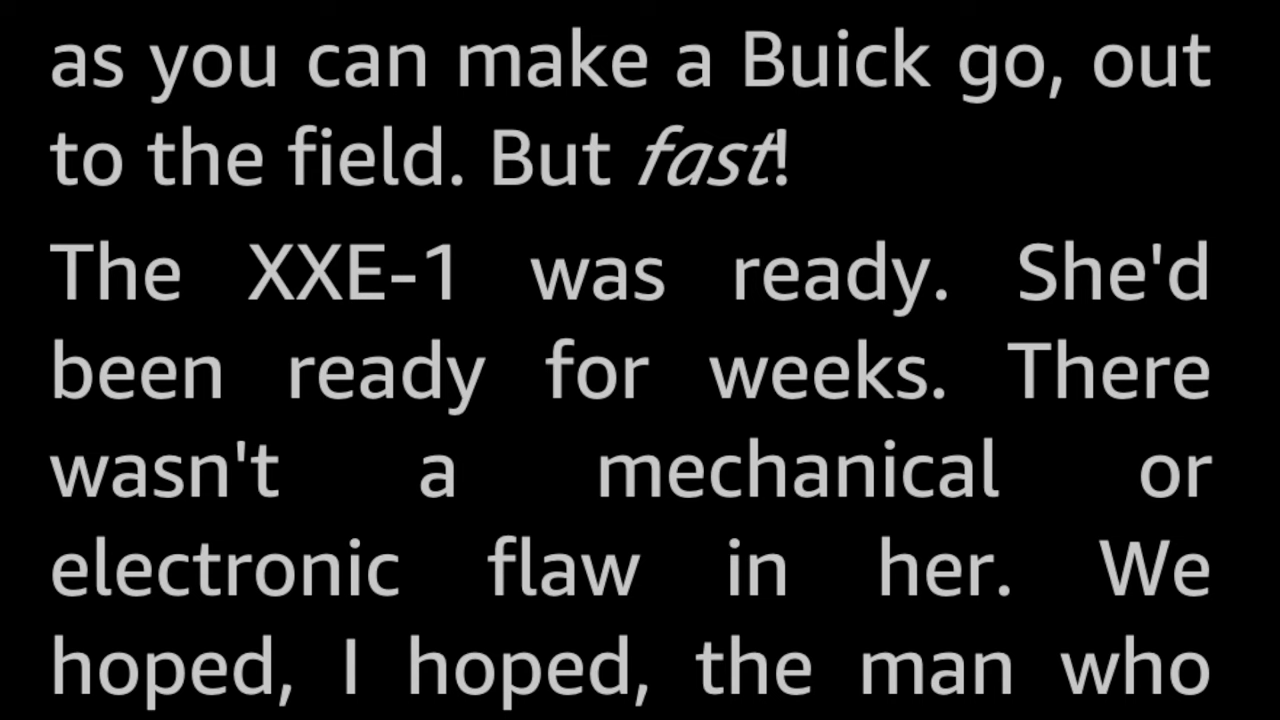 as you can make a Buick go, out
to the field. But fast!
The XXE-1 was ready. She'd
been ready for weeks. There
wasn't a mechanical or
electronic flaw in her. We
hoped, I hoped, the man who